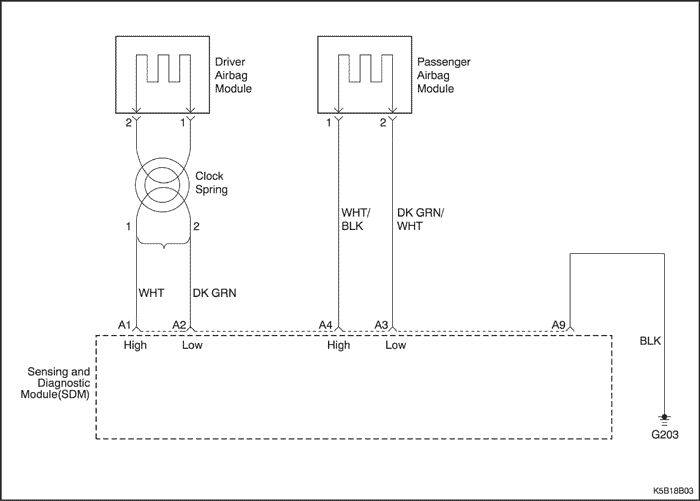 Driver
Airbag
Module
Passenger
Airbag
Module
2 1 1 2
Clock
Spring
1 2
WHT/
BLK
DK GRN/
WHT
WHT DK GRN
A1 A2 A4 A3 A9
High Low High Low
BLK
Sensing and
Diagnostic
Module(SDM)
G203
K5B18B03